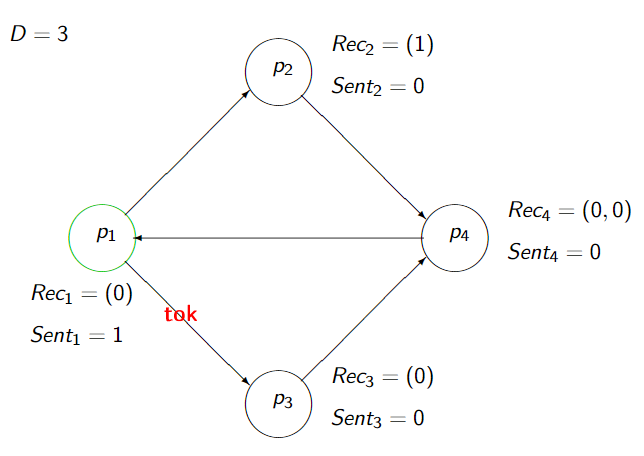 D = 3
p₂
Rec₂ = (1)
Sent₂ = 0
p₁
Rec₁ = (0)
Sent₁ = 1
tok
p₄
Rec₄ = (0, 0)
Sent₄ = 0
p₃
Rec₃ = (0)
Sent₃ = 0